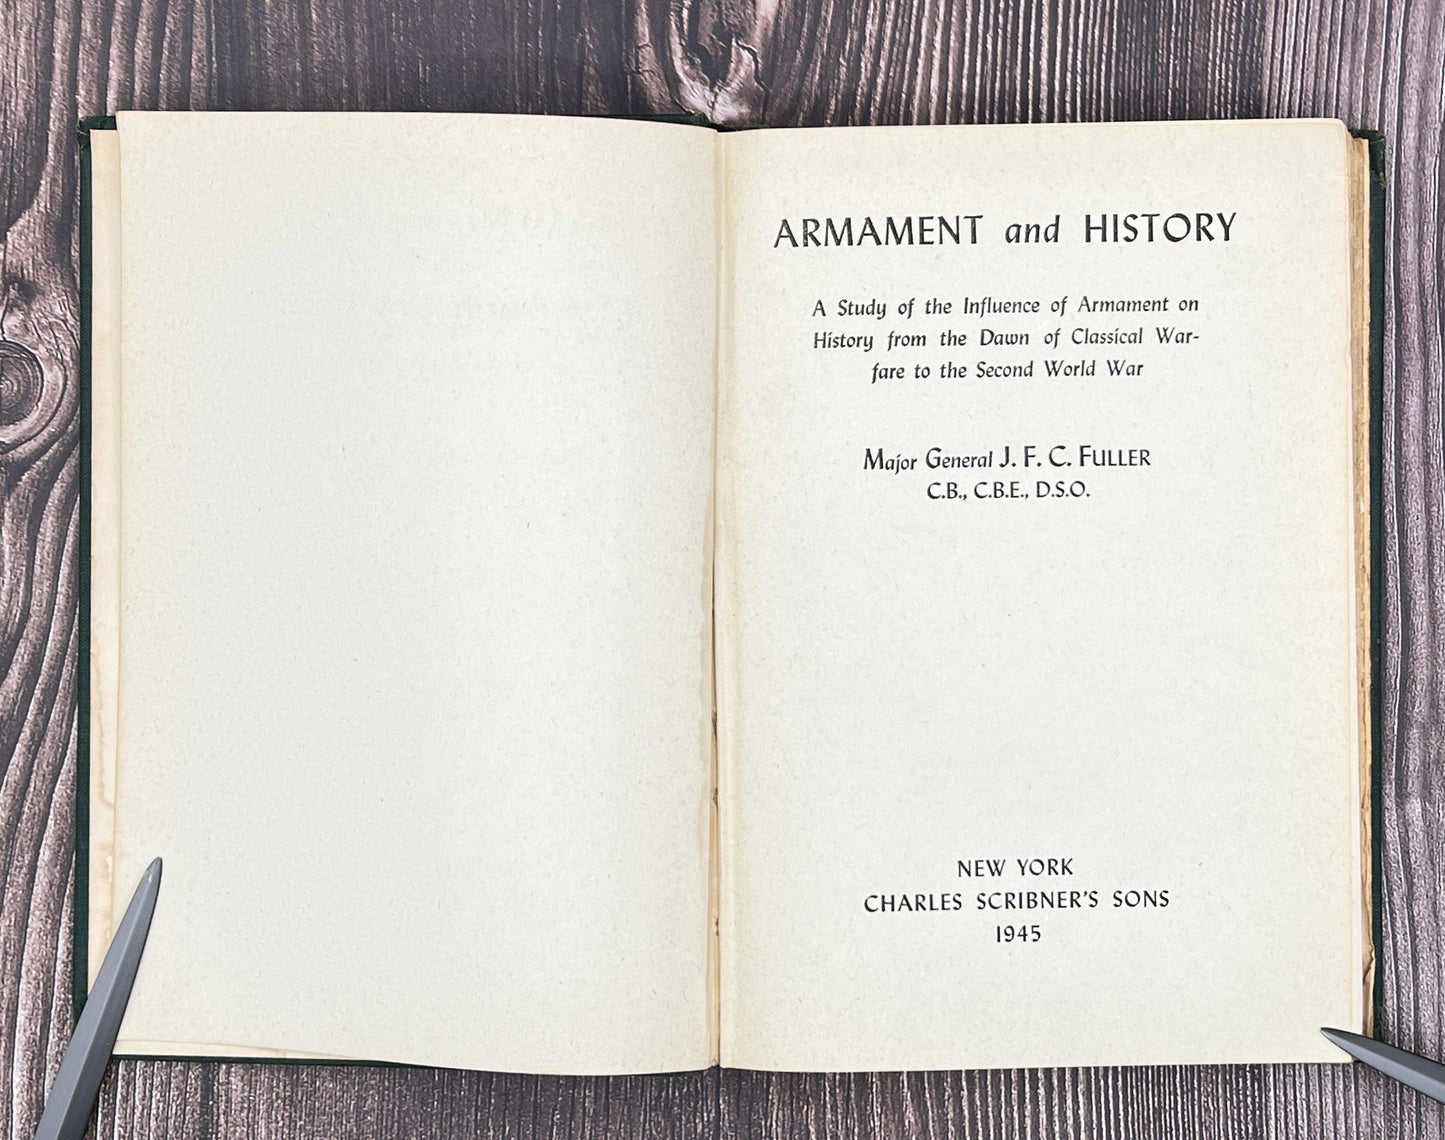 ARMAMENT and HISTORY
A Study of the Influence of Armament on
History from the Dawn of Classical War-
fare to the Second World War
Major General J. F. C. FULLER
C.B., C.B.E., D.S.O.
NEW YORK
CHARLES SCRIBNER'S SONS
1945